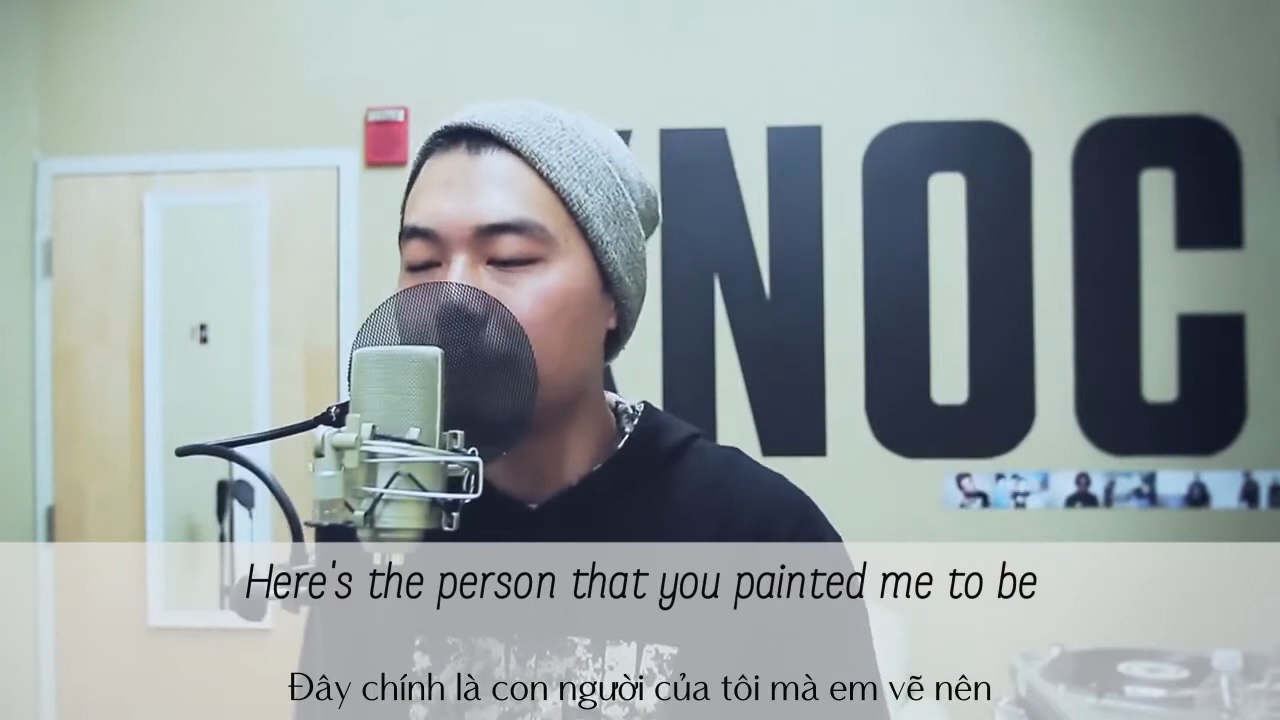 NOC
Here's the person that you painted me to be
Đây chính là con người của tôi mà em vẽ nên